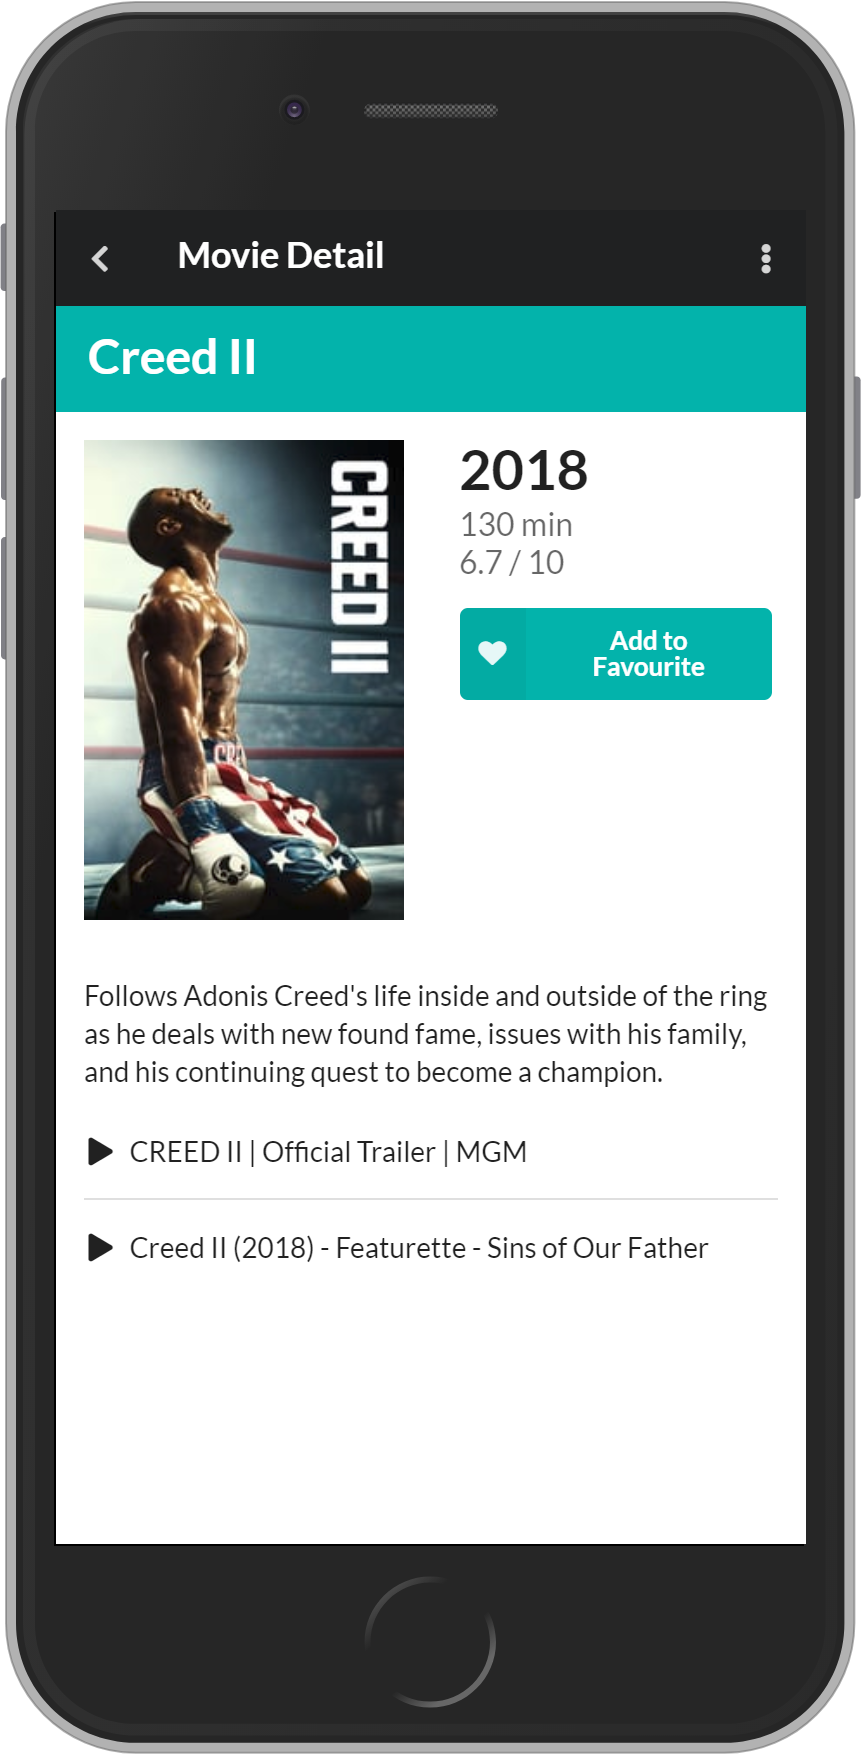 Movie Detail
Creed II
CREED II
2018
130 min
6.7 / 10
Add to
Favourite
Follows Adonis Creed's life inside and outside of the ring
as he deals with new found fame, issues with his family,
and his continuing quest to become a champion.
CREED II | Official Trailer | MGM
Creed II (2018) - Featurette - Sins of Our Father